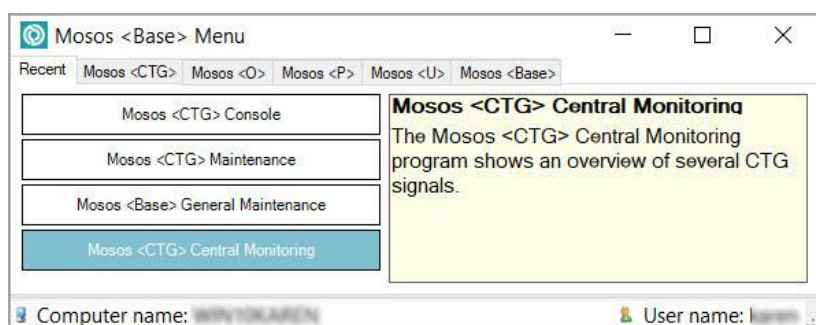 Mosos <Base> Menu
Recent Mosos <CTG> Mosos <O> Mosos <P> Mosos <U> Mosos <Base>
Mosos <CTG> Console
Mosos <CTG> Maintenance
Mosos <Base> General Maintenance
Mosos <CTG> Central Monitoring
Mosos <CTG> Central Monitoring
The Mosos <CTG> Central Monitoring
program shows an overview of several CTG
signals.
Computer name: User name: